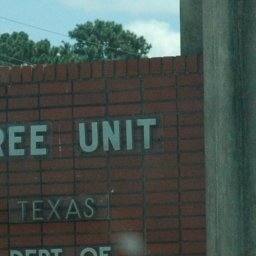 REE UNIT
TEXAS
DEPT. OF